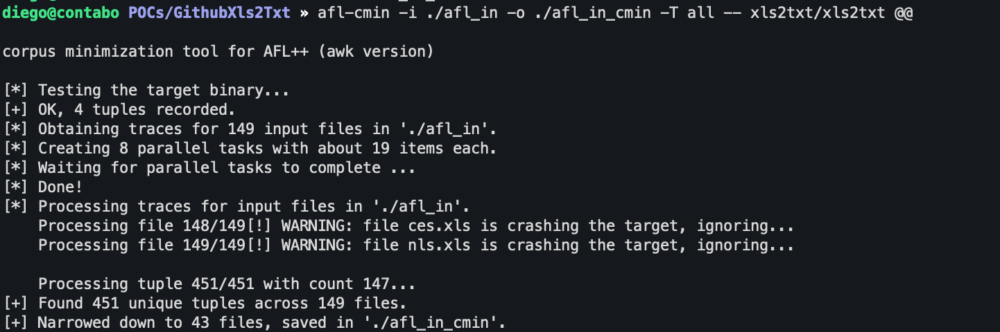 diego@contabo POCs/GithubXls2Txt » afl-cmin -i ./afl_in -o ./afl_in_cmin -T all -- xls2txt/xls2txt @@
corpus minimization tool for AFL++ (awk version)
[*] Testing the target binary...
[+] OK, 4 tuples recorded.
[*] Obtaining traces for 149 input files in './afl_in'.
[*] Creating 8 parallel tasks with about 19 items each.
[*] Waiting for parallel tasks to complete ...
[*] Done!
[*] Processing traces for input files in './afl_in'.
    Processing file 148/149[!] WARNING: file ces.xls is crashing the target, ignoring...
    Processing file 149/149[!] WARNING: file nls.xls is crashing the target, ignoring...
    Processing tuple 451/451 with count 147...
[+] Found 451 unique tuples across 149 files.
[+] Narrowed down to 43 files, saved in './afl_in_cmin'.